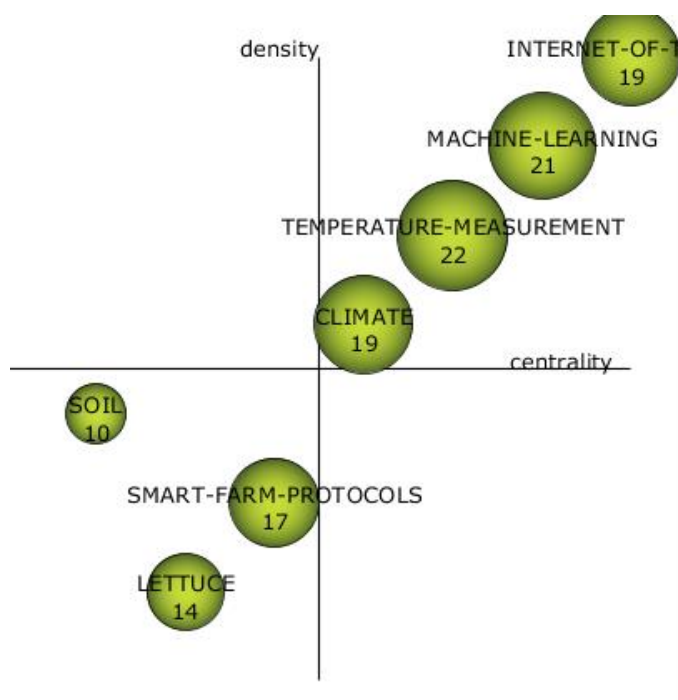 density
INTERNET-OF-T
19
MACHINE-LEARNING
21
TEMPERATURE-MEASUREMENT
22
CLIMATE
19
centrality
SOIL
10
SMART-FARM-PROTOCOLS
17
LETTUCE
14